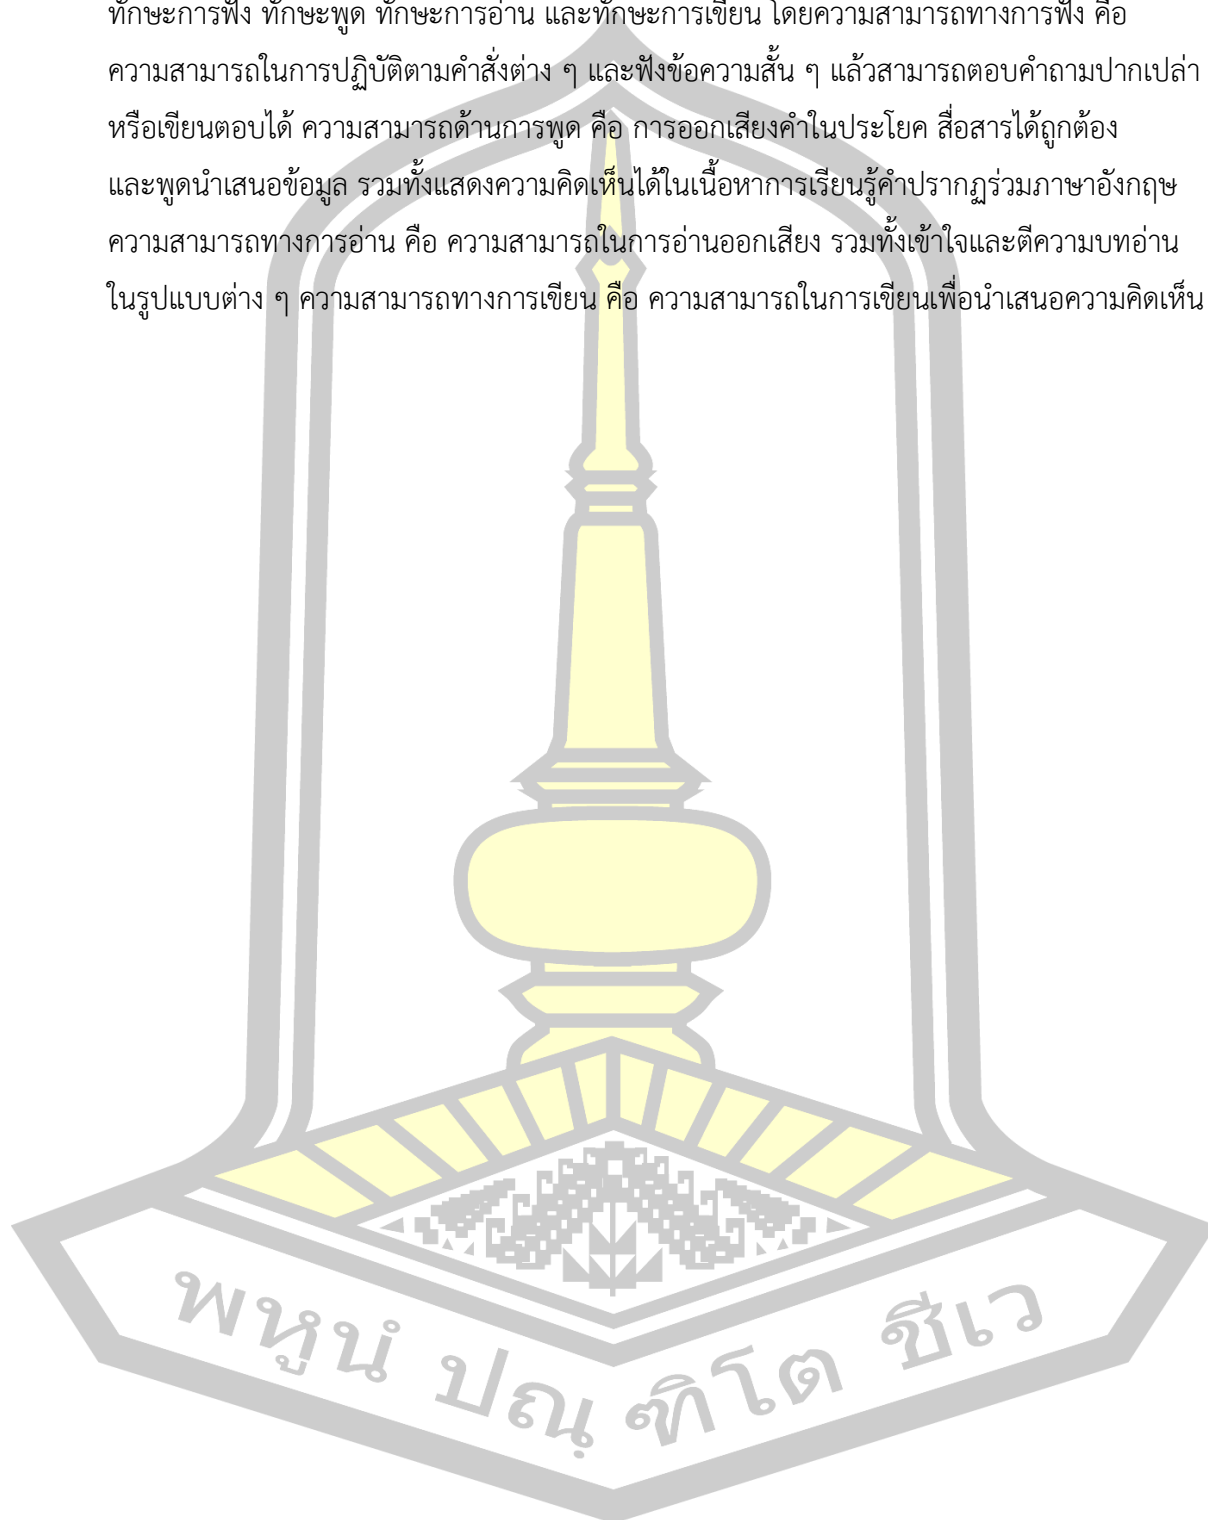 ทักษะการฟัง ทักษะพูด ทักษะการอ่าน และทักษะการเขียน โดยความสามารถทางการฟัง คือ
ความสามารถในการปฏิบัติตามคำสั่งต่าง ๆ และฟังข้อความสั้น ๆ แล้วสามารถตอบคำถามปากเปล่า
หรือเขียนตอบได้ ความสามารถด้านการพูด คือ การออกเสียงคำในประโยค สื่อสารได้ถูกต้อง
และพูดนำเสนอข้อมูล รวมทั้งแสดงความคิดเห็นได้ในเนื้อหาการเรียนรู้คำปรากฏร่วมภาษาอังกฤษ
ความสามารถทางการอ่าน คือ ความสามารถในการอ่านออกเสียง รวมทั้งเข้าใจและตีความบทอ่าน
ในรูปแบบต่าง ๆ ความสามารถทางการเขียน คือ ความสามารถในการเขียนเพื่อนำเสนอความคิดเห็น
พหูนํ ปณฺฑิโต ชีเว